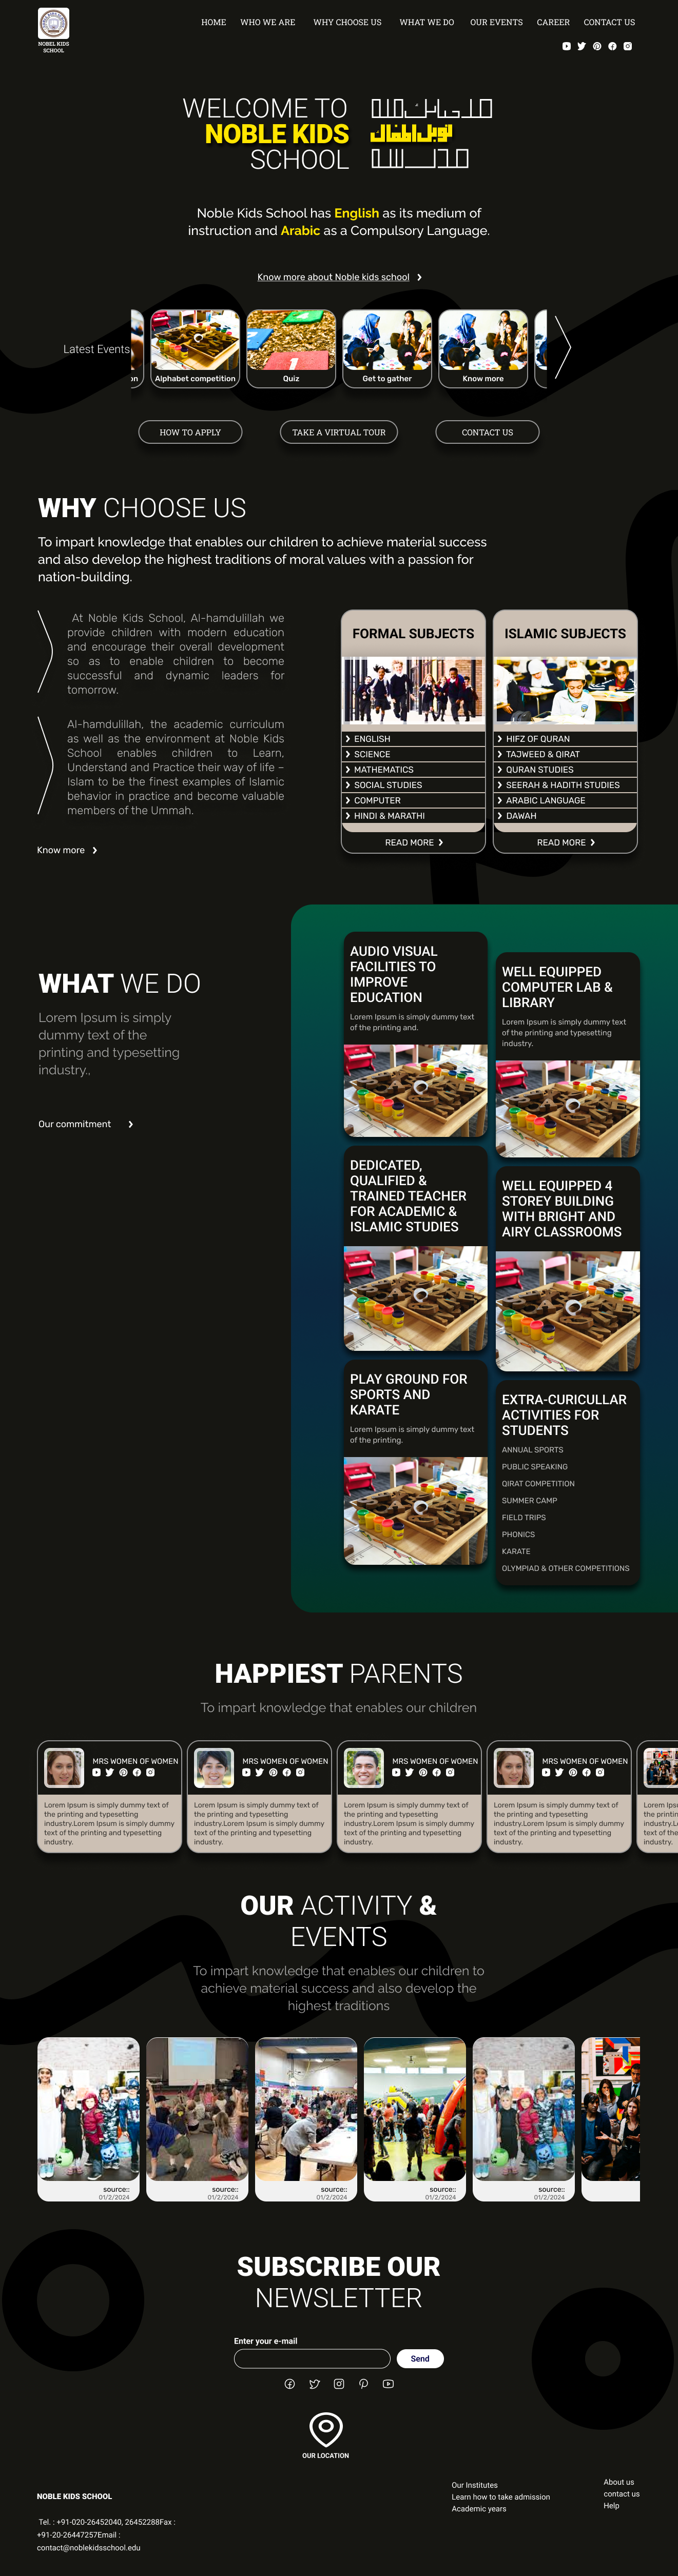 NOBEL KIDS
SCHOOL
HOME WHO WE ARE WHY CHOOSE US WHAT WE DO OUR EVENTS CAREER CONTACT US
WELCOME TO
NOBLE KIDS
SCHOOL
Noble Kids School has English as its medium of
instruction and Arabic as a Compulsory Language.
Know more about Noble kids school
Latest Events
on
Alphabet competition
Quiz
Get to gather
Know more
HOW TO APPLY
TAKE A VIRTUAL TOUR
CONTACT US
WHY CHOOSE US
To impart knowledge that enables our children to achieve material success
and also develop the highest traditions of moral values with a passion for
nation-building.
At Noble Kids School, Al-hamdulillah we
provide children with modern education
and encourage their overall development
so as to enable children to become
successful and dynamic leaders for
tomorrow.
Al-hamdulillah, the academic curriculum
as well as the environment at Noble Kids
School enables children to Learn,
Understand and Practice their way of life –
Islam to be the finest examples of Islamic
behavior in practice and become valuable
members of the Ummah.
Know more
FORMAL SUBJECTS
ENGLISH
SCIENCE
MATHEMATICS
SOCIAL STUDIES
COMPUTER
HINDI & MARATHI
READ MORE
ISLAMIC SUBJECTS
HIFZ OF QURAN
TAJWEED & QIRAT
QURAN STUDIES
SEERAH & HADITH STUDIES
ARABIC LANGUAGE
DAWAH
READ MORE
WHAT WE DO
Lorem Ipsum is simply
dummy text of the
printing and typesetting
industry.,
Our commitment
AUDIO VISUAL
FACILITIES TO
IMPROVE
EDUCATION
Lorem Ipsum is simply dummy text
of the printing and.
WELL EQUIPPED
COMPUTER LAB &
LIBRARY
Lorem Ipsum is simply dummy text
of the printing and typesetting
industry.
DEDICATED,
QUALIFIED &
TRAINED TEACHER
FOR ACADEMIC &
ISLAMIC STUDIES
WELL EQUIPPED 4
STOREY BUILDING
WITH BRIGHT AND
AIRY CLASSROOMS
PLAY GROUND FOR
SPORTS AND
KARATE
Lorem Ipsum is simply dummy text
of the printing.
EXTRA-CURICULLAR
ACTIVITIES FOR
STUDENTS
ANNUAL SPORTS
PUBLIC SPEAKING
QIRAT COMPETITION
SUMMER CAMP
FIELD TRIPS
PHONICS
KARATE
OLYMPIAD & OTHER COMPETITIONS
HAPPIEST PARENTS
To impart knowledge that enables our children
MRS WOMEN OF WOMEN
Lorem Ipsum is simply dummy text of
the printing and typesetting
industry.Lorem Ipsum is simply dummy
text of the printing and typesetting
industry.
MRS WOMEN OF WOMEN
Lorem Ipsum is simply dummy text of
the printing and typesetting
industry.Lorem Ipsum is simply dummy
text of the printing and typesetting
industry.
MRS WOMEN OF WOMEN
Lorem Ipsum is simply dummy text of
the printing and typesetting
industry.Lorem Ipsum is simply dummy
text of the printing and typesetting
industry.
MRS WOMEN OF WOMEN
Lorem Ipsum is simply dummy text of
the printing and typesetting
industry.Lorem Ipsum is simply dummy
text of the printing and typesetting
industry.
Lorem Ips
the printin
industry.L
text of the
industry.
OUR ACTIVITY &
EVENTS
To impart knowledge that enables our children to
achieve material success and also develop the
highest traditions
source::
01/2/2024
source::
01/2/2024
source::
01/2/2024
source::
01/2/2024
source::
01/2/2024
SUBSCRIBE OUR
NEWSLETTER
Enter your e-mail
Send
OUR LOCATION
NOBLE KIDS SCHOOL
Tel. : +91-020-26452040, 26452288Fax :
+91-20-26447257Email :
contact@noblekidsschool.edu
Our Institutes
Learn how to take admission
Academic years
About us
contact us
Help